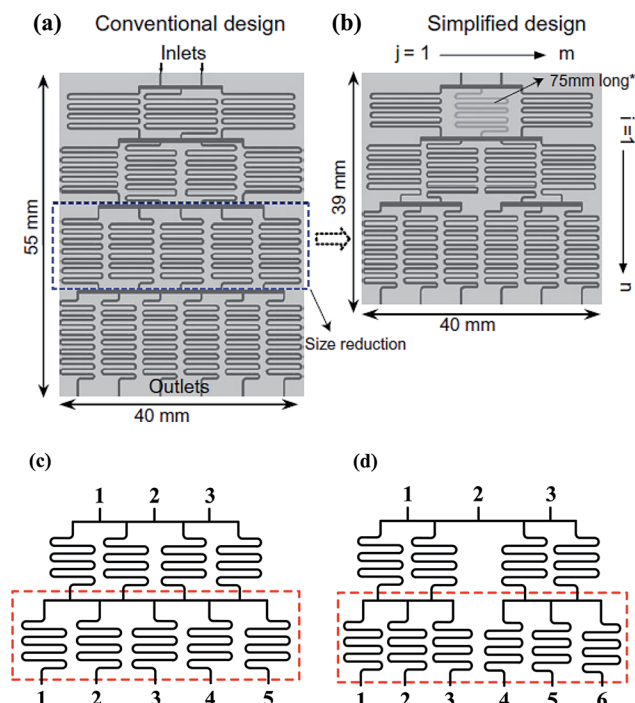 (a) Conventional design
Inlets
55 mm
Size reduction
Outlets
40 mm
(b) Simplified design
j = 1 m
75mm long*
i=1
n
39 mm
40 mm
(c)
1 2 3
1 2 3 4 5
(d)
1 2 3
1 2 3 4 5 6